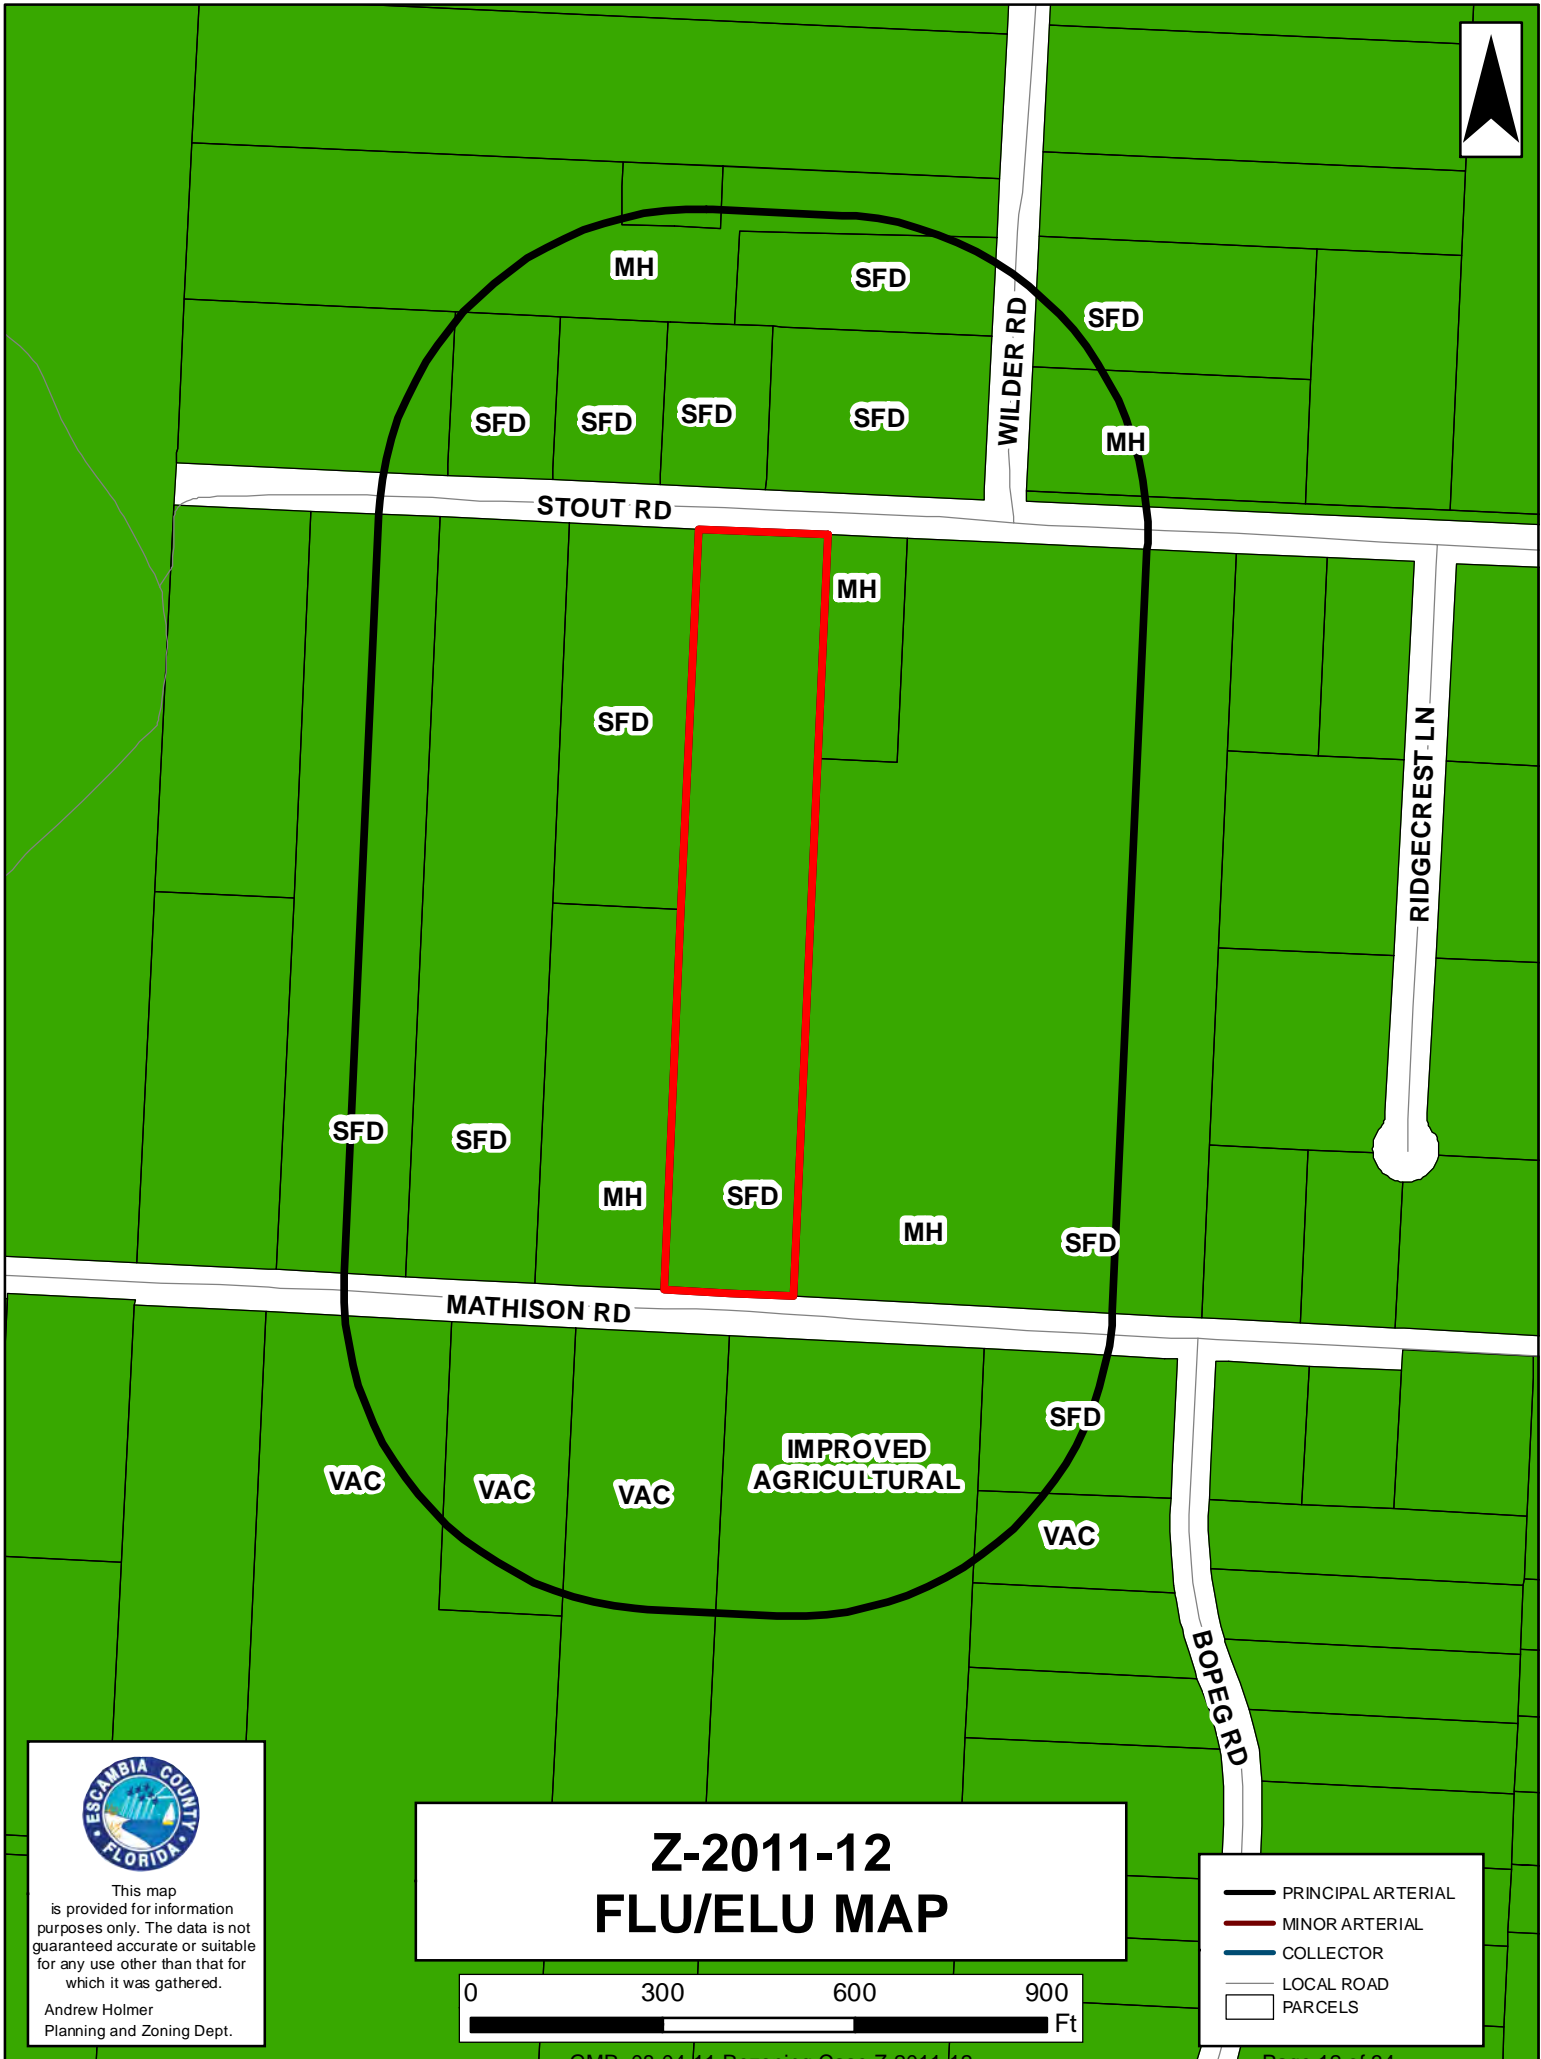 MH
SFD
SFD
WILDER RD
SFD
SFD
SFD
SFD
MH
STOUT RD
MH
SFD
RIDGECREST LN
SFD
SFD
MH
SFD
MH
SFD
MATHISON RD
SFD
IMPROVED
AGRICULTURAL
VAC
VAC
VAC
VAC
BOPEG RD
ESCAMBIA COUNTY
FLORIDA
This map
is provided for information
purposes only. The data is not
guaranteed accurate or suitable
for any use other than that for
which it was gathered.
Andrew Holmer
Planning and Zoning Dept.
Z-2011-12
FLU/ELU MAP
0 300 600 900
Ft
PRINCIPAL ARTERIAL
MINOR ARTERIAL
COLLECTOR
LOCAL ROAD
PARCELS